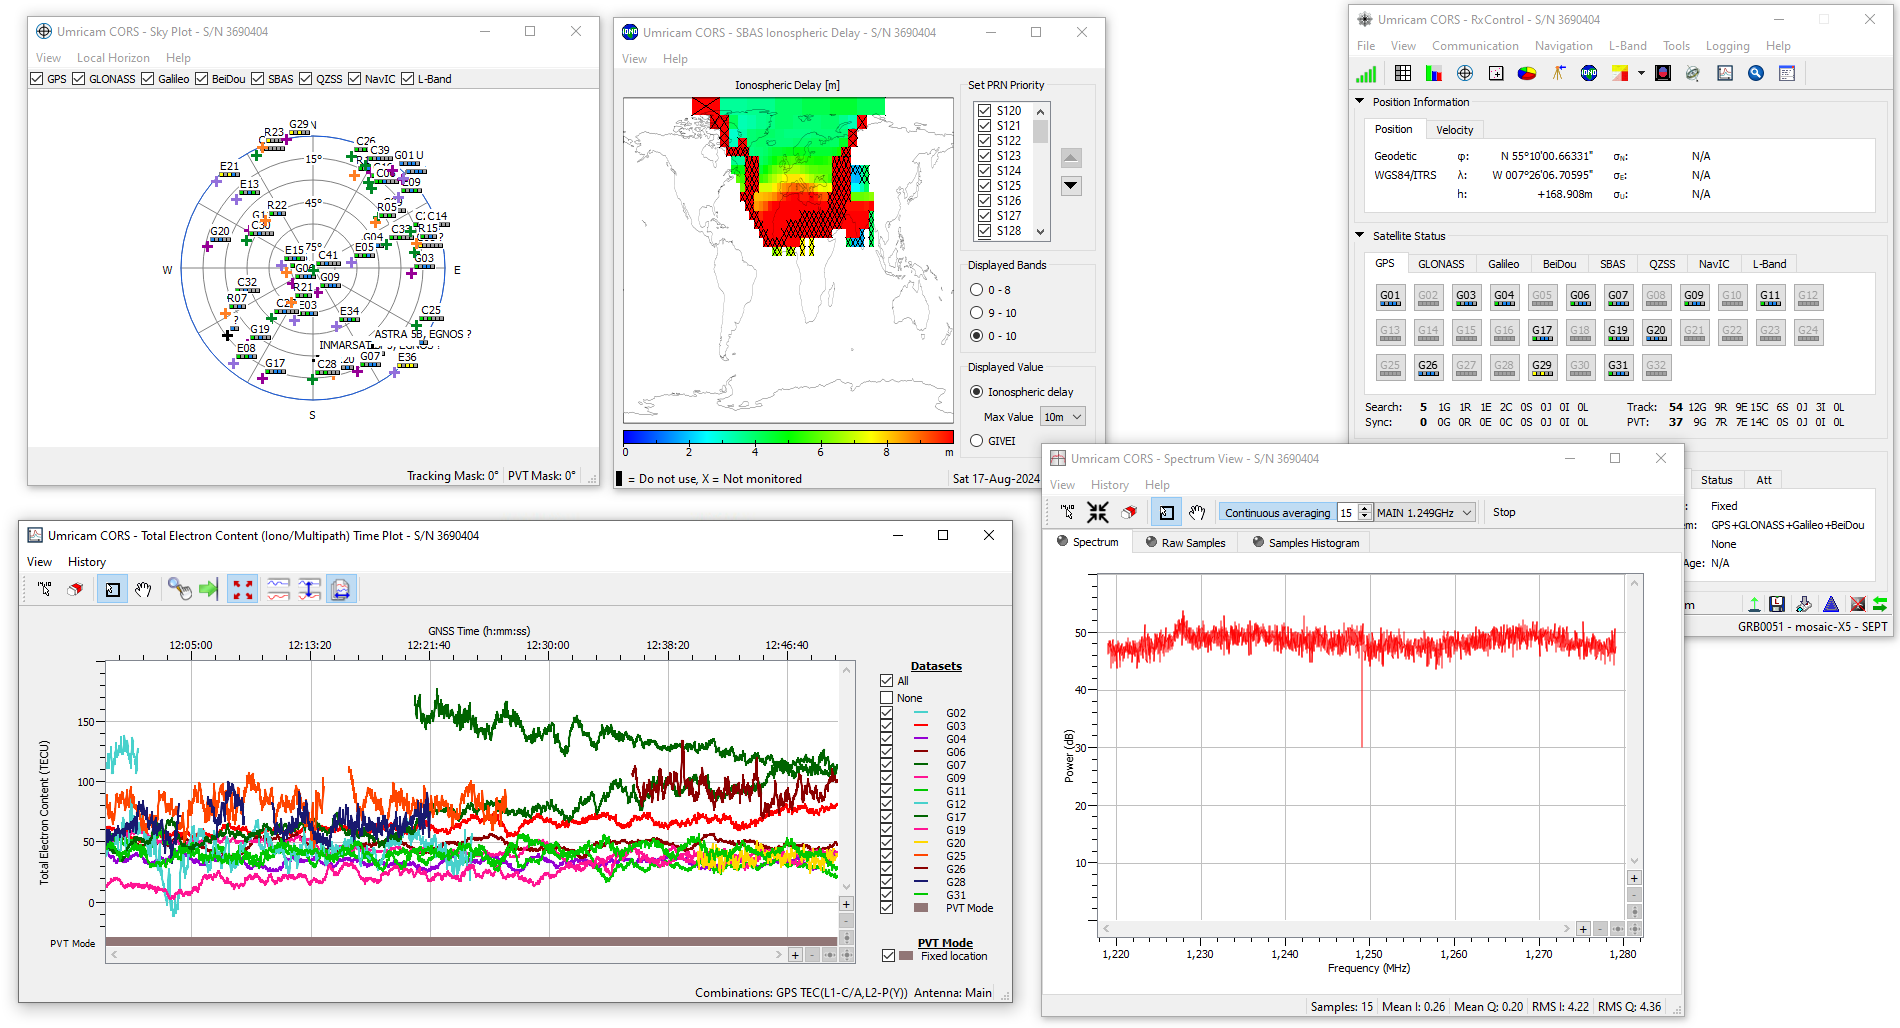 Umricam CORS - Sky Plot - S/N 3690404
View Local Horizon Help
GPS GLONASS Galileo BeiDou SBAS QZSS NavIC L-Band
G29 N
R23
C26
C39
G01 U
E21
15°
E13
E09
R22
45°
R05
C14
G20
C30
G04
C33
R15
E15
75°
E05
C41
G03
W
E
G09
C32
R21
R07
E03
E34
C25
?
G19
ASTRA 5B, EGNOS ?
INMARSAT
E08
G07
E36
G17
C28
S
Tracking Mask: 0° PVT Mask: 0°
Umricam CORS - SBAS Ionospheric Delay - S/N 3690404
View Help
Ionospheric Delay [m]
Set PRN Priority
S120
S121
S122
S123
S124
S125
S126
S127
S128
Displayed Bands
0 - 8
9 - 10
0 - 10
Displayed Value
Ionospheric delay
Max Value 10m
GIVEI
0 2 4 6 8 m
= Do not use, X = Not monitored
Sat 17-Aug-2024
Umricam CORS - RxControl - S/N 3690404
File View Communication Navigation L-Band Tools Logging Help
Position Information
Position Velocity
Geodetic φ: N 55°10'00.66331" σN: N/A
WGS84/ITRS λ: W 007°26'06.70595" σE: N/A
h: +168.908m σU: N/A
Satellite Status
GPS GLONASS Galileo BeiDou SBAS QZSS NavIC L-Band
G01 G02 G03 G04 G05 G06 G07 G08 G09 G10 G11 G12
G13 G14 G15 G16 G17 G18 G19 G20 G21 G22 G23 G24
G25 G26 G27 G28 G29 G30 G31 G32
Search: 5 1G 1R 1E 2C 0S 0J 0I 0L Track: 54 12G 9R 9E 15C 6S 0J 3I 0L
Sync: 0 0G 0R 0E 0C 0S 0J 0I 0L PVT: 37 9G 7R 7E 14C 0S 0J 0I 0L
Status Att
Fixed
GPS+GLONASS+Galileo+BeiDou
None
Age: N/A
GRB0051 - mosaic-X5 - SEPT
Umricam CORS - Total Electron Content (Iono/Multipath) Time Plot - S/N 3690404
View History
GNSS Time (h:mm:ss)
12:05:00 12:13:20 12:21:40 12:30:00 12:38:20 12:46:40
Total Electron Content (TECU)
150
100
50
0
PVT Mode
Datasets
All
None
G02
G03
G04
G06
G07
G09
G11
G12
G17
G19
G20
G25
G26
G28
G31
PVT Mode
PVT Mode
Fixed location
Combinations: GPS TEC(L1-C/A,L2-P(Y)) Antenna: Main
Umricam CORS - Spectrum View - S/N 3690404
View History Help
Continuous averaging 15 MAIN 1.249GHz Stop
Spectrum Raw Samples Samples Histogram
Power (dB)
50
40
30
20
10
1,220 1,230 1,240 1,250 1,260 1,270 1,280
Frequency (MHz)
Samples: 15 Mean I: 0.26 Mean Q: 0.20 RMS I: 4.22 RMS Q: 4.36